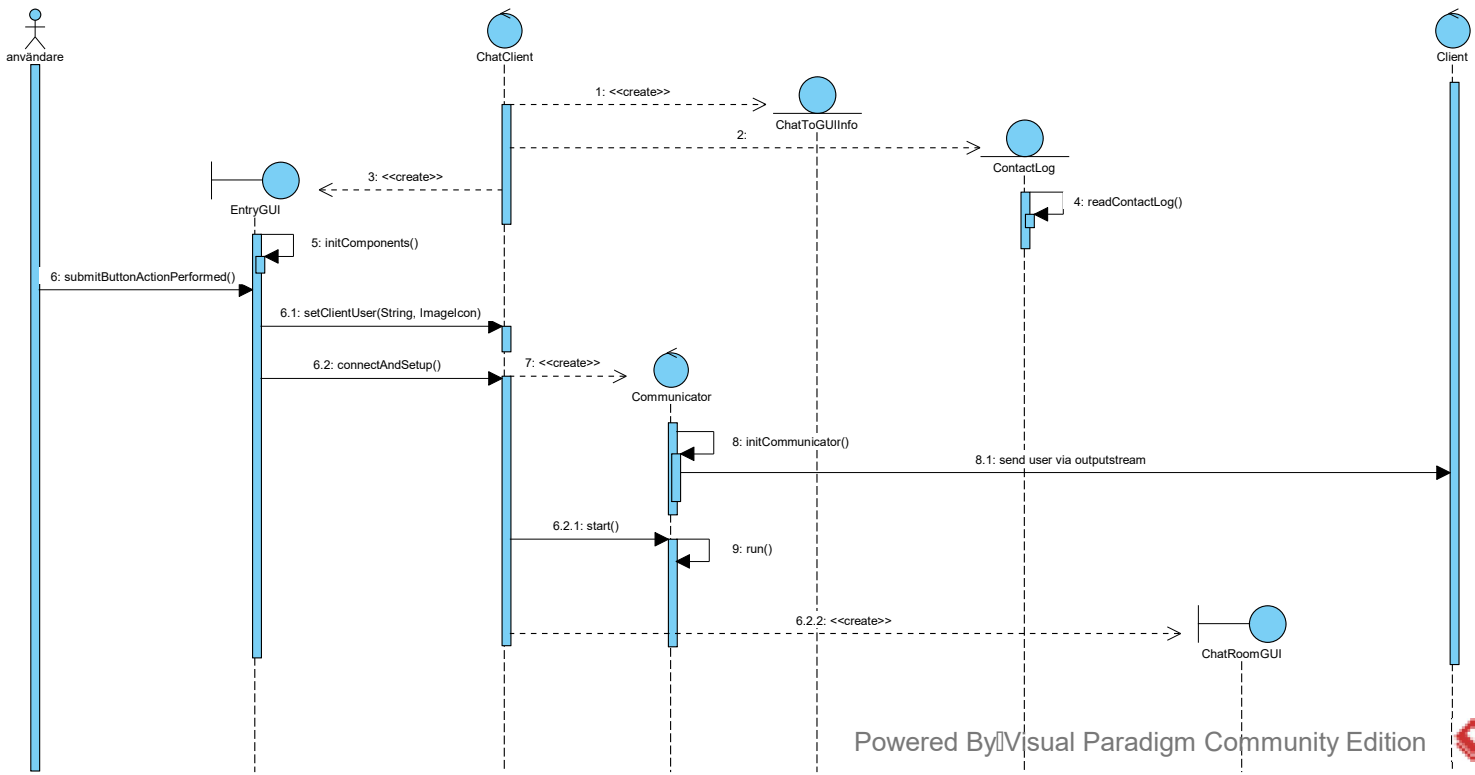 användare
ChatClient
Client
1: <<create>>
ChatToGUIInfo
2:
ContactLog
3: <<create>>
EntryGUI
4: readContactLog()
5: initComponents()
6: submitButtonActionPerformed()
6.1: setClientUser(String, ImageIcon)
6.2: connectAndSetup()
7: <<create>>
Communicator
8: initCommunicator()
8.1: send user via outputstream
6.2.1: start()
9: run()
6.2.2: <<create>>
ChatRoomGUI
Powered By Visual Paradigm Community Edition